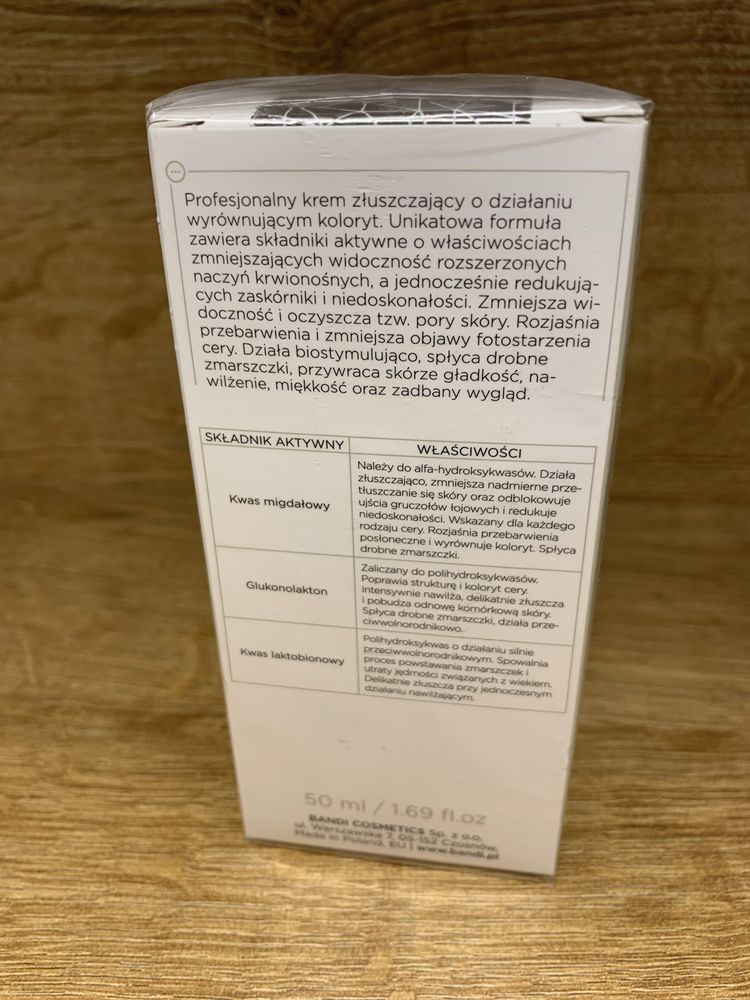 Profesjonalny krem złuszczający o działaniu
wyrównującym koloryt. Unikatowa formuła
zawiera składniki aktywne o właściwościach
zmniejszających widoczność rozszerzonych
naczyń krwionośnych, a jednocześnie redukują-
cych zaskórniki i niedoskonałości. Zmniejsza wi-
doczność i oczyszcza tzw. pory skóry. Rozjaśnia
przebarwienia i zmniejsza objawy fotostarzenia
cery. Działa biostymulująco, spłyca drobne
zmarszczki, przywraca skórze gładkość, na-
wilżenie, miękkość oraz zadbany wygląd.
SKŁADNIK AKTYWNY
WŁAŚCIWOŚCI
Kwas migdałowy
Należy do alfa-hydroksykwasów. Działa
złuszczająco, zmniejsza nadmierne prze-
tłuszczanie się skóry oraz odblokowuje
ujścia gruczołów łojowych i redukuje
niedoskonałości. Wskazany dla każdego
rodzaju cery. Rozjaśnia przebarwienia
posłoneczne i wyrównuje koloryt. Spłyca
drobne zmarszczki.
Glukonolakton
Zaliczany do polihydroksykwasów.
Poprawia strukturę i koloryt cery.
Intensywnie nawilża, delikatnie złuszcza
i pobudza odnowę komórkową skóry.
Spłyca drobne zmarszczki, działa prze-
ciwwolnorodnikowo.
Kwas laktobionowy
Polihydroksykwas o działaniu silnie
przeciwwolnorodnikowym. Spowalnia
proces powstawania zmarszczek i
utraty jędrności związanych z wiekiem.
Delikatnie złuszcza przy jednoczesnym
działaniu nawilżającym.
50 ml / 1.69 fl.oz
BANDI COSMETICS Sp. z o.o.
ul. Warszawska 7, 05-152 Czosnów,
Made in Poland, EU | www.bandi.pl